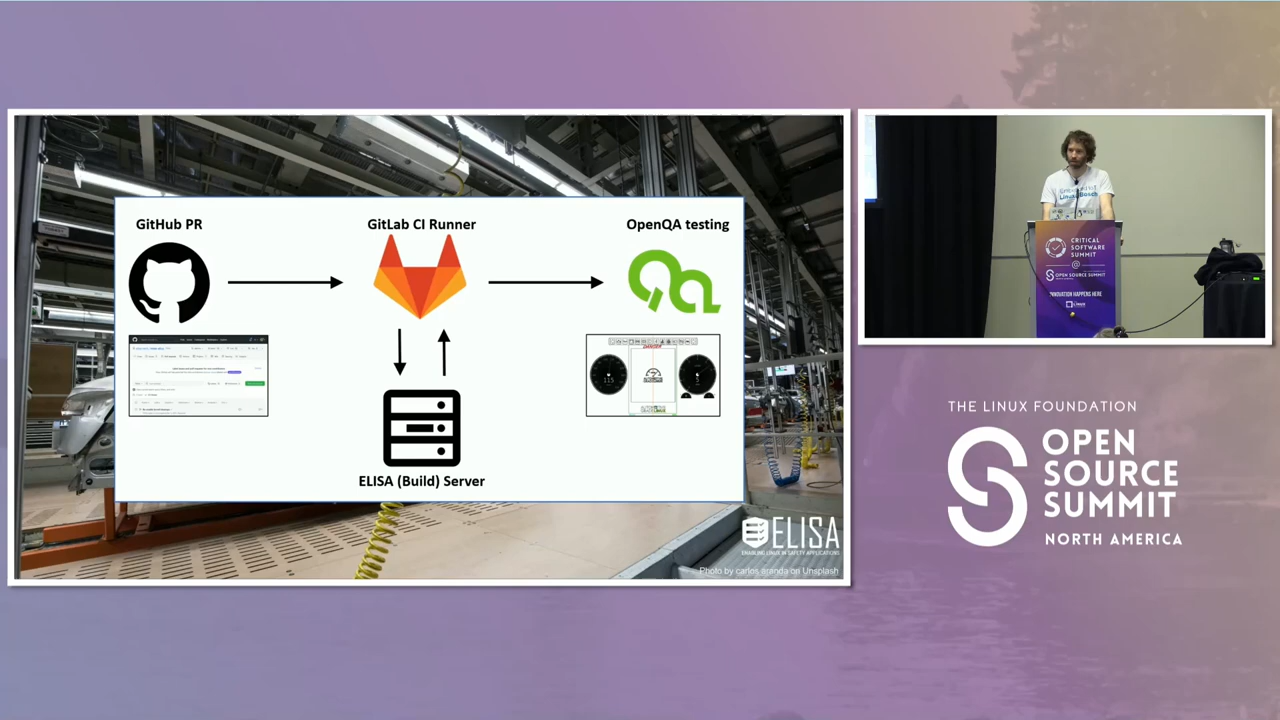 GitHub PR
GitLab CI Runner
OpenQA testing
DANGER
115
ELISA (Build) Server
ELISA
ENABLING LINUX IN SAFETY APPLICATIONS
Photo by carlos aranda on Unsplash
CRITICAL
SOFTWARE
SUMMIT
@
OPEN SOURCE SUMMIT
INNOVATION HAPPENS HERE
THE LINUX FOUNDATION
OPEN
SOURCE
SUMMIT
NORTH AMERICA